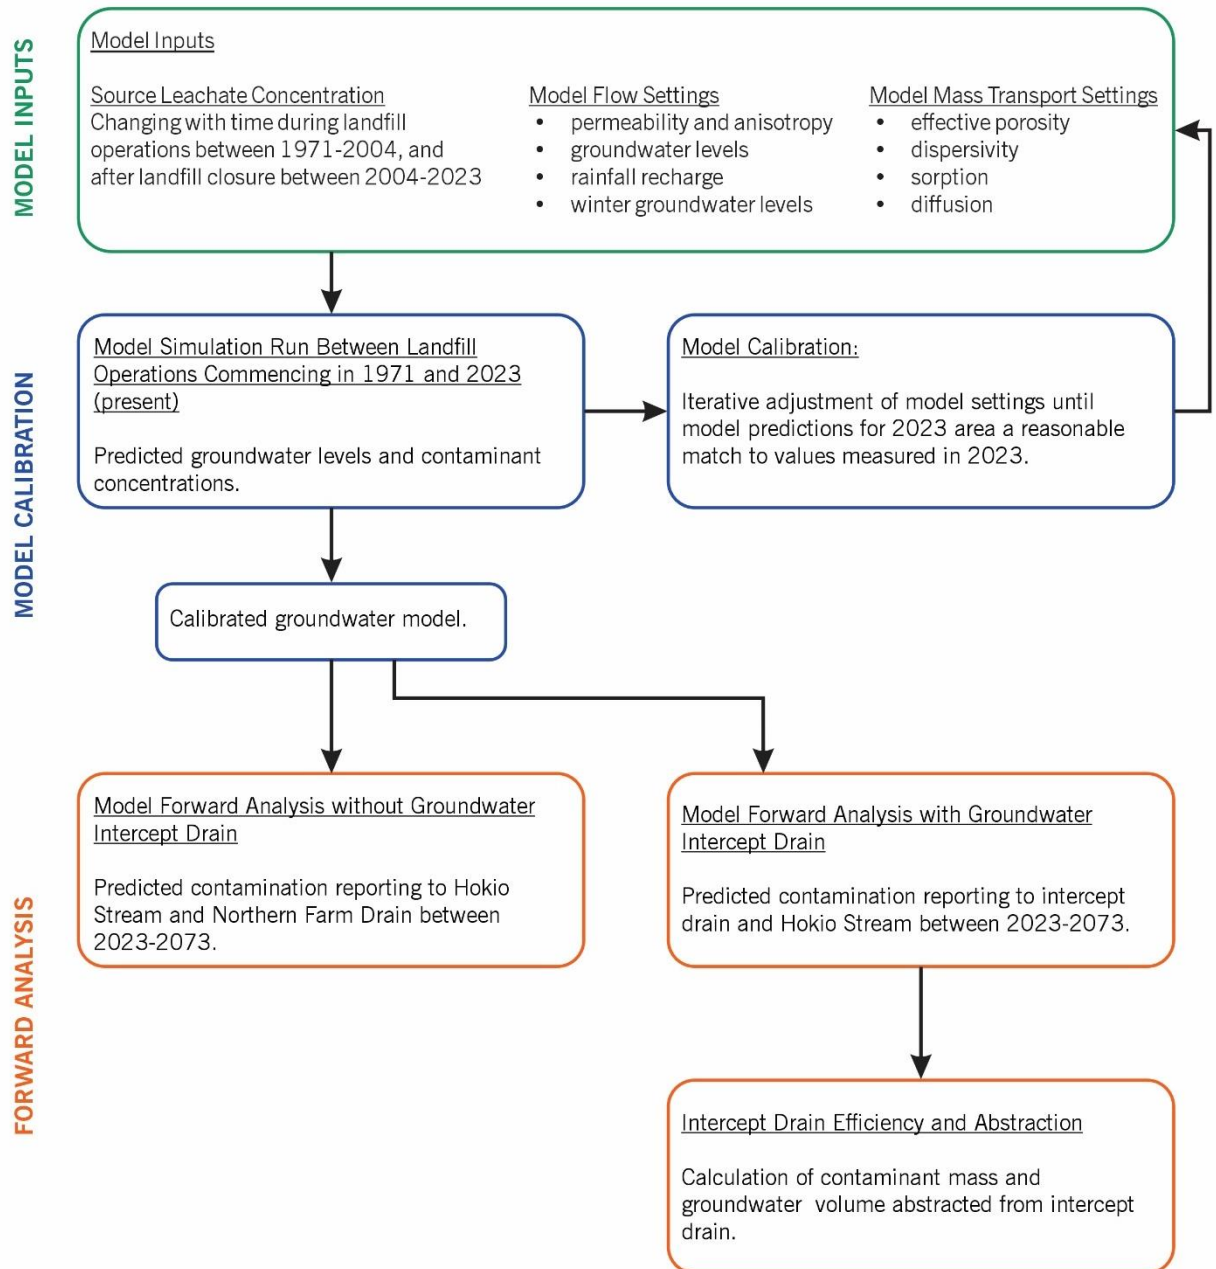 MODEL INPUTS
Model Inputs
Source Leachate Concentration
Changing with time during landfill
operations between 1971-2004, and
after landfill closure between 2004-2023
Model Flow Settings
• permeability and anisotropy
• groundwater levels
• rainfall recharge
• winter groundwater levels
Model Mass Transport Settings
• effective porosity
• dispersivity
• sorption
• diffusion
MODEL CALIBRATION
Model Simulation Run Between Landfill
Operations Commencing in 1971 and 2023
(present)
Predicted groundwater levels and contaminant
concentrations.
Model Calibration:
Iterative adjustment of model settings until
model predictions for 2023 area a reasonable
match to values measured in 2023.
Calibrated groundwater model.
FORWARD ANALYSIS
Model Forward Analysis without Groundwater
Intercept Drain
Predicted contamination reporting to Hokio
Stream and Northern Farm Drain between
2023-2073.
Model Forward Analysis with Groundwater
Intercept Drain
Predicted contamination reporting to intercept
drain and Hokio Stream between 2023-2073.
Intercept Drain Efficiency and Abstraction
Calculation of contaminant mass and
groundwater volume abstracted from intercept
drain.